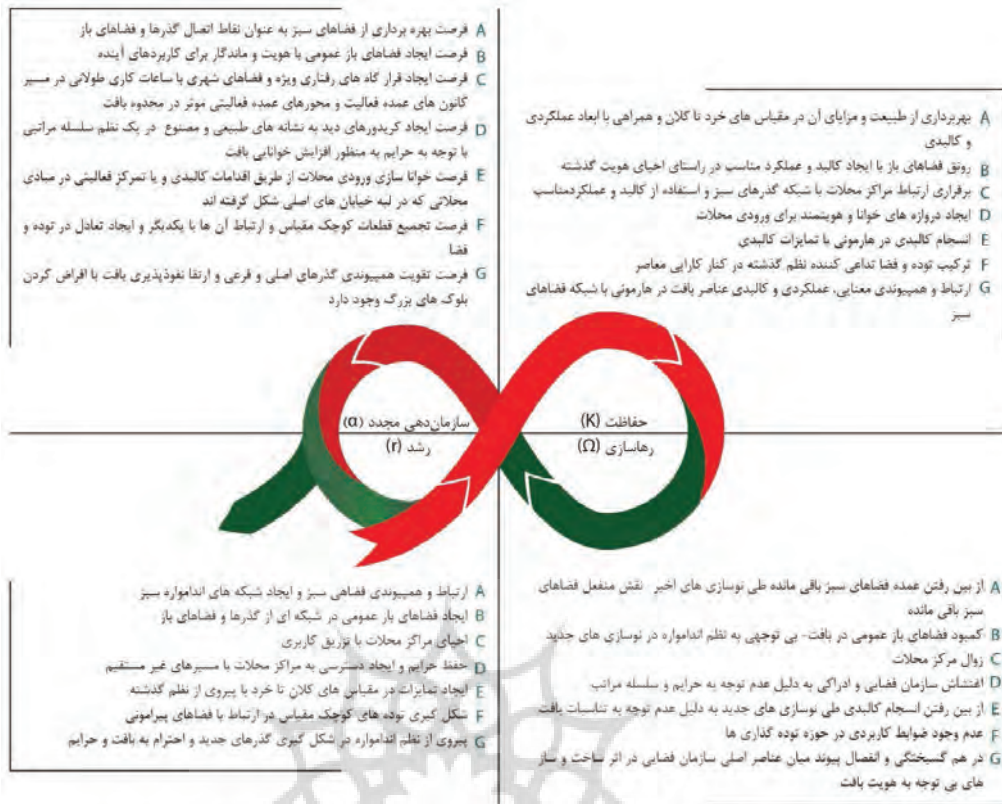 A فرصت بهره برداری از فضاهای سبز به عنوان نقاط اتصال گذرها و فضاهای باز
B فرصت ایجاد فضاهای باز عمومی با هویت و ماندگار برای کاربردهای آینده
C فرصت ایجاد قرار گاه های رفتاری ویژه و فضاهای شهری با ساعات کاری طولانی در مسیر
کانون های عمده فعالیت و محورهای عمده فعالیتی موثر در محدوه بافت
D فرصت ایجاد کریدورهای دید به نشانه های طبیعی و مصنوع در یک نظم سلسله مراتبی
با توجه به حرایم به منظور افزایش خوانایی بافت
E فرصت خوانا سازی ورودی محلات از طریق اقدامات کالبدی و یا تمرکز فعالیتی در مبادی
محلاتی که در لبه خیابان های اصلی شکل گرفته اند
F فرصت تجمیع قطعات کوچک مقیاس و ارتباط آن ها با یکدیگر و ایجاد تعادل در توده و
فضا
G فرصت تقویت همپیوندی گذرهای اصلی و فرعی و ارتقا نفوذپذیری بافت با افراض کردن
بلوک های بزرگ وجود دارد
A بهربرداری از طبیعت و مزایای آن در مقیاس های خرد تا کلان و همراهی با ابعاد عملکردی
و کالبدی
B رونق فضاهای باز با ایجاد کالبد و عملکرد مناسب در راستای احیای هویت گذشته
C برقراری ارتباط مراکز محلات با شبکه گذرهای سبز و استفاده از کالبد و عملکردمناسب
D ایجاد دروازه های خوانا و هویتمند برای ورودی محلات
E انسجام کالبدی در هارمونی با تمایزات کالبدی
F ترکیب توده و فضا تداعی کننده نظم گذشته در کنار کارایی معاصر
G ارتباط و همپیوندی معنایی، عملکردی و کالبدی عناصر بافت در هارمونی با شبکه فضاهای
سبز
سازمان‌دهی مجدد (α)
رشد (r)
حفاظت (K)
رهاسازی (Ω)
A ارتباط و همپیوندی فضاهی سبز و ایجاد شبکه های اندامواره سبز
B ایجاد فضاهای باز عمومی در شبکه ای از گذرها و فضاهای باز
C احیای مراکز محلات با تزریق کاربری
D حفظ حرایم و ایجاد دسترسی به مراکز محلات با مسیرهای غیر مستقیم
E ایجاد تمایزات در مقیاس های کلان تا خرد با پیروی از نظم گذشته
F شکل گیری توده های کوچک مقیاس در ارتباط با فضاهای پیرامونی
G پیروی از نظم اندامواره در شکل گیری گذرهای جدید و احترام به بافت و حرایم
A از بین رفتن عمده فضاهای سبز باقی مانده طی نوسازی های اخیر- نقش منفعل فضاهای
سبز باقی مانده
B کمبود فضاهای باز عمومی در بافت- بی توجهی به نظم اندامواره در نوسازی های جدید
C زوال مرکز محلات
D اغتشاش سازمان فضایی و ادراکی به دلیل عدم توجه به حرایم و سلسله مراتب
E از بین رفتن انسجام کالبدی طی نوسازی های جدید به دلیل عدم توجه به تناسبات بافت
F عدم وجود ضوابط کاربردی در حوزه توده گذاری ها
G در هم گسیختگی و انفصال پیوند میان عناصر اصلی سازمان فضایی در اثر ساخت و ساز
های بی توجه به هویت بافت